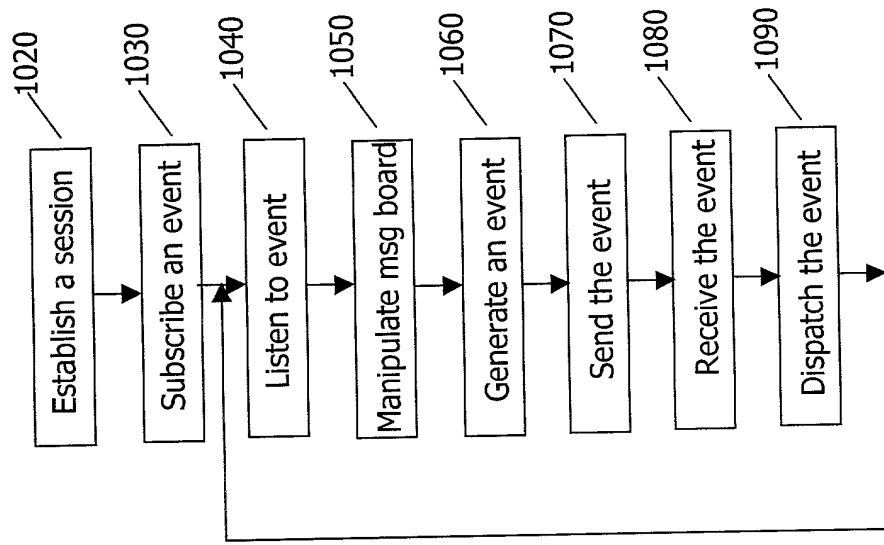 1020
Establish a session
1030
Subscribe an event
1040
Listen to event
1050
Manipulate msg board
1060
Generate an event
1070
Send the event
1080
Receive the event
1090
Dispatch the event